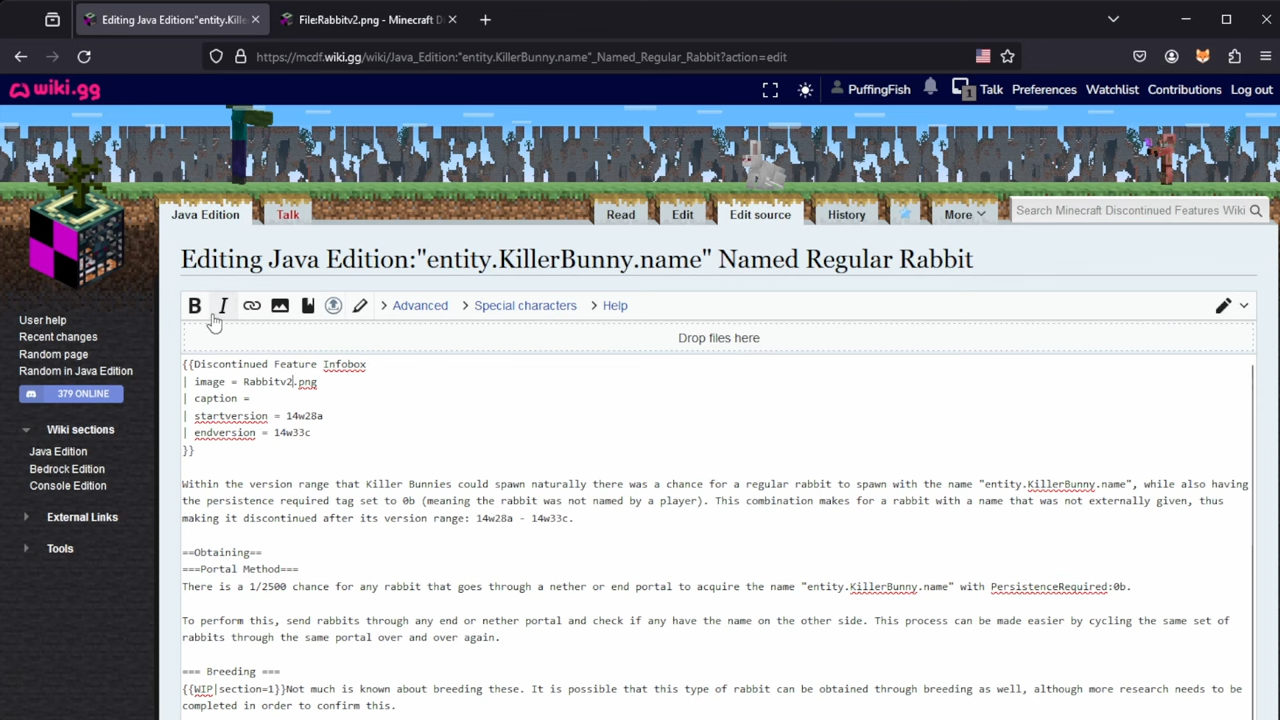 Editing Java Edition:"entity.Kille
File:Rabbitv2.png - Minecraft D
https://mcdf.wiki.gg/wiki/Java_Edition:"entity.KillerBunny.name"_Named_Regular_Rabbit?action=edit
wiki.gg
PuffingFish
1
Talk
Preferences
Watchlist
Contributions
Log out
Java Edition
Talk
Read
Edit
Edit source
History
More
Search Minecraft Discontinued Features Wiki
Editing Java Edition:"entity.KillerBunny.name" Named Regular Rabbit
B I > Advanced > Special characters > Help
Drop files here
User help
Recent changes
Random page
Random in Java Edition
379 ONLINE
Wiki sections
Java Edition
Bedrock Edition
Console Edition
External Links
Tools
{{Discontinued Feature Infobox
| image = Rabbitv2.png
| caption =
| startversion = 14w28a
| endversion = 14w33c
}}
Within the version range that Killer Bunnies could spawn naturally there was a chance for a regular rabbit to spawn with the name "entity.KillerBunny.name", while also having
the persistence required tag set to 0b (meaning the rabbit was not named by a player). This combination makes for a rabbit with a name that was not externally given, thus
making it discontinued after its version range: 14w28a - 14w33c.
==Obtaining==
===Portal Method===
There is a 1/2500 chance for any rabbit that goes through a nether or end portal to acquire the name "entity.KillerBunny.name" with PersistenceRequired:0b.
To perform this, send rabbits through any end or nether portal and check if any have the name on the other side. This process can be made easier by cycling the same set of
rabbits through the same portal over and over again.
=== Breeding ===
{{WIP|section=1}}Not much is known about breeding these. It is possible that this type of rabbit can be obtained through breeding as well, although more research needs to be
completed in order to confirm this.